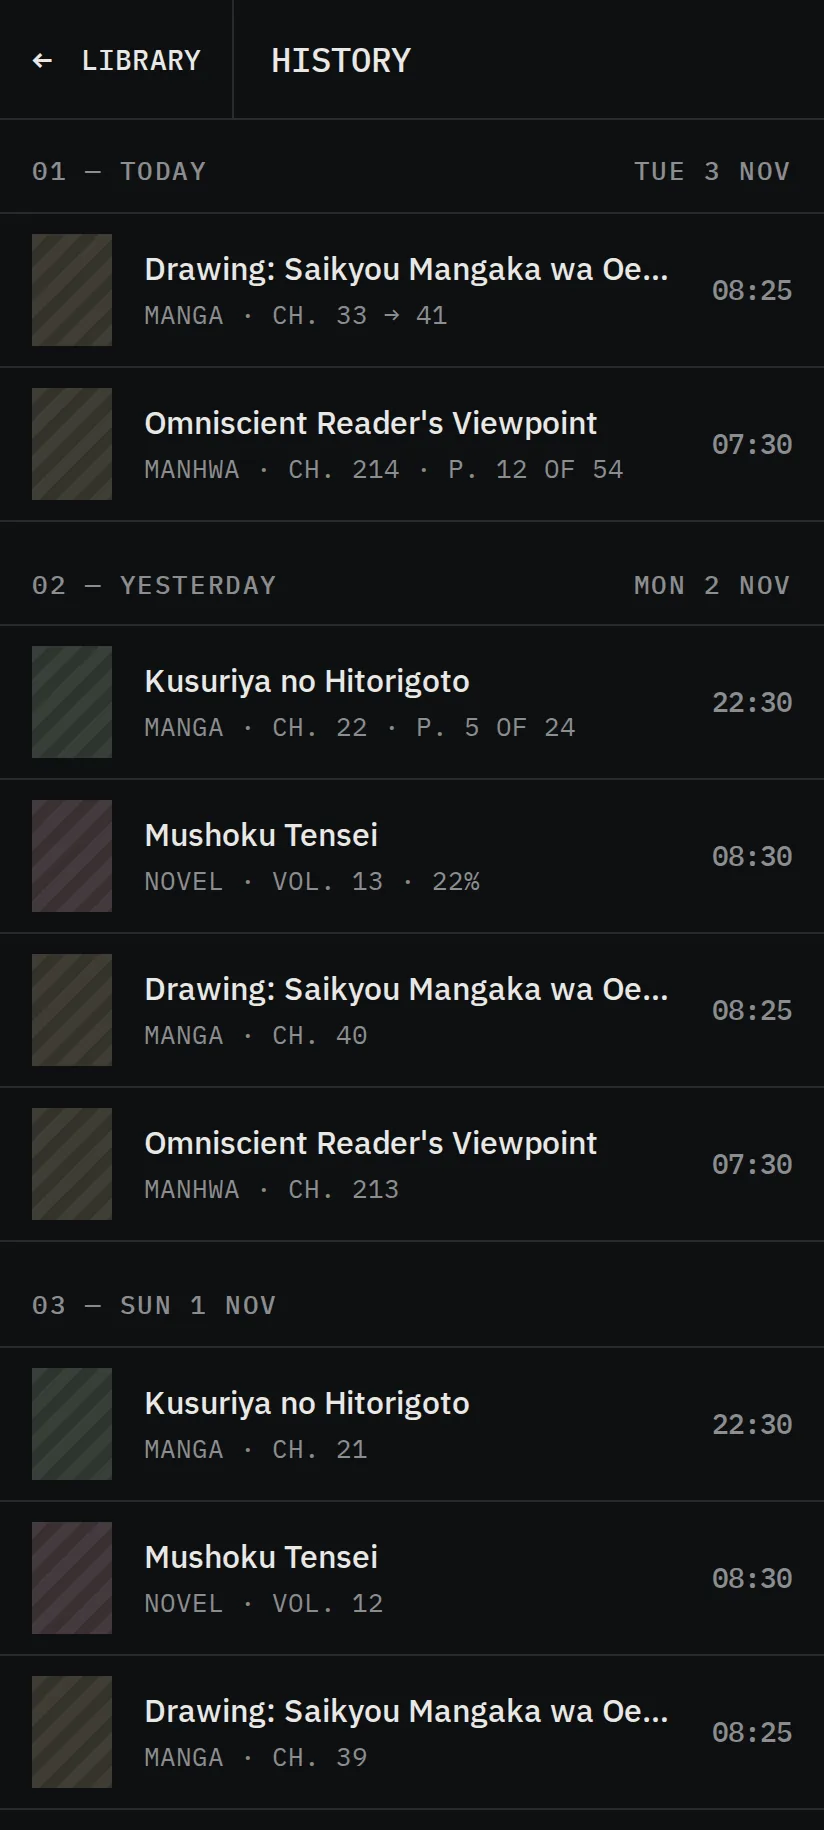 ← LIBRARY HISTORY
01 — TODAY TUE 3 NOV
Drawing: Saikyou Mangaka wa Oe... 08:25
MANGA · CH. 33 → 41
Omniscient Reader's Viewpoint 07:30
MANHWA · CH. 214 · P. 12 OF 54
02 — YESTERDAY MON 2 NOV
Kusuriya no Hitorigoto 22:30
MANGA · CH. 22 · P. 5 OF 24
Mushoku Tensei 08:30
NOVEL · VOL. 13 · 22%
Drawing: Saikyou Mangaka wa Oe... 08:25
MANGA · CH. 40
Omniscient Reader's Viewpoint 07:30
MANHWA · CH. 213
03 — SUN 1 NOV
Kusuriya no Hitorigoto 22:30
MANGA · CH. 21
Mushoku Tensei 08:30
NOVEL · VOL. 12
Drawing: Saikyou Mangaka wa Oe... 08:25
MANGA · CH. 39